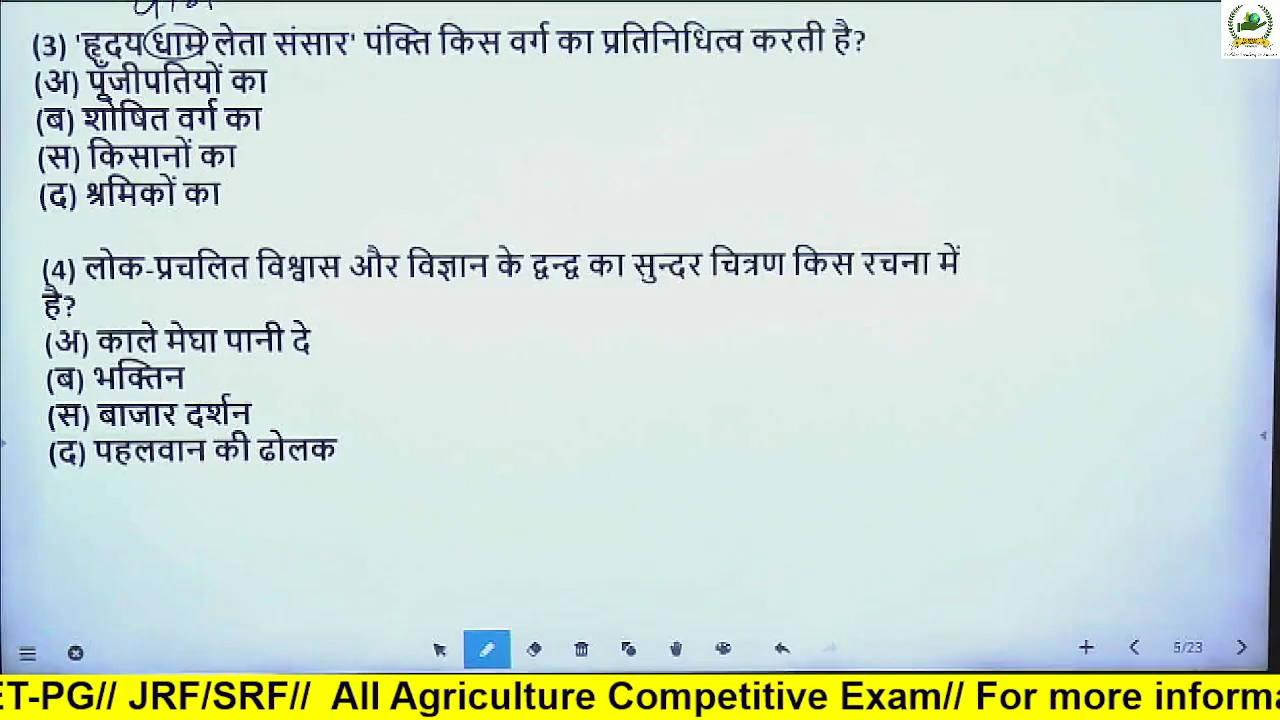 (3) 'हृदय धाम लेता संसार' पंक्ति किस वर्ग का प्रतिनिधित्व करती है?
(अ) पूँजीपतियों का
(ब) शोषित वर्ग का
(स) किसानों का
(द) श्रमिकों का
(4) लोक-प्रचलित विश्वास और विज्ञान के द्वन्द्व का सुन्दर चित्रण किस रचना में
है?
(अ) काले मेघा पानी दे
(ब) भक्तिन
(स) बाजार दर्शन
(द) पहलवान की ढोलक
5/23
ET-PG// JRF/SRF// All Agriculture Competitive Exam// For more informa